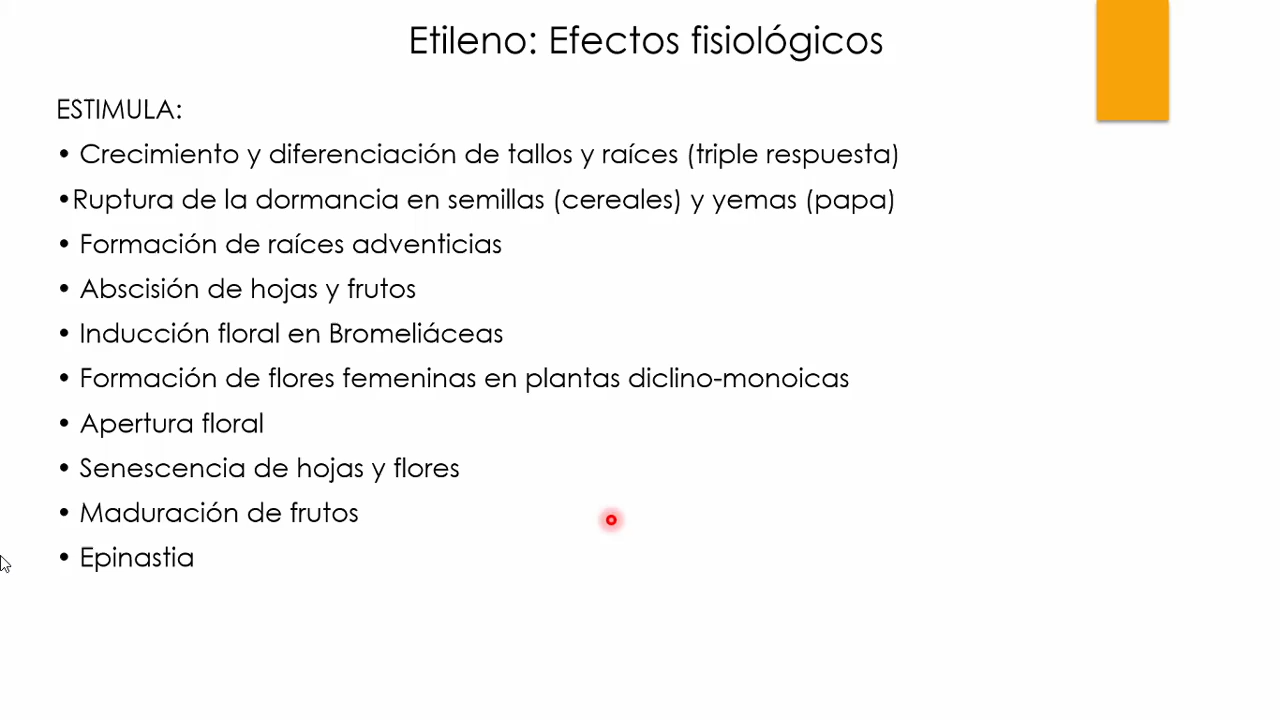 Etileno: Efectos fisiológicos
ESTIMULA:
• Crecimiento y diferenciación de tallos y raíces (triple respuesta)
•Ruptura de la dormancia en semillas (cereales) y yemas (papa)
• Formación de raíces adventicias
• Abscisión de hojas y frutos
• Inducción floral en Bromeliáceas
• Formación de flores femeninas en plantas diclino-monoicas
• Apertura floral
• Senescencia de hojas y flores
• Maduración de frutos
• Epinastia